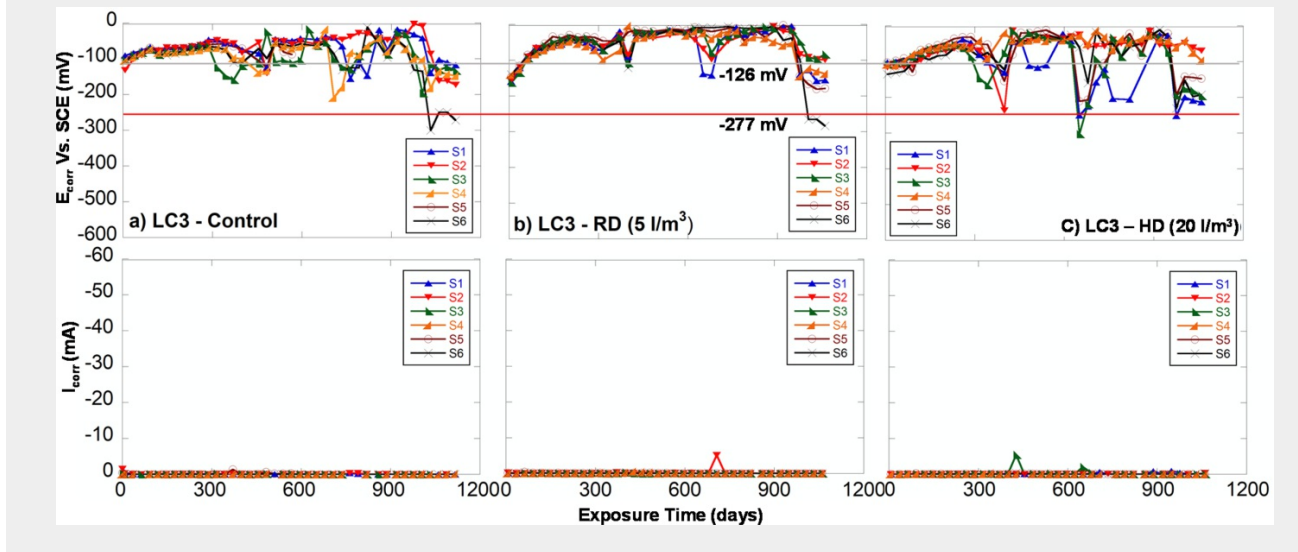 0
-100
-200
-300
-400
-500
-600
E_corr Vs. SCE (mV)
S1
S2
S3
S4
S5
S6
a) LC3 - Control
-126 mV
-277 mV
S1
S2
S3
S4
S5
S6
b) LC3 - RD (5 l/m³)
S1
S2
S3
S4
S5
S6
C) LC3 – HD (20 l/m³)
-60
-50
-40
-30
-20
-10
0
I_corr (mA)
S1
S2
S3
S4
S5
S6
S1
S2
S3
S4
S5
S6
S1
S2
S3
S4
S5
S6
0 300 600 900 12000 300 600 900 12000 300 600 900 1200
Exposure Time (days)